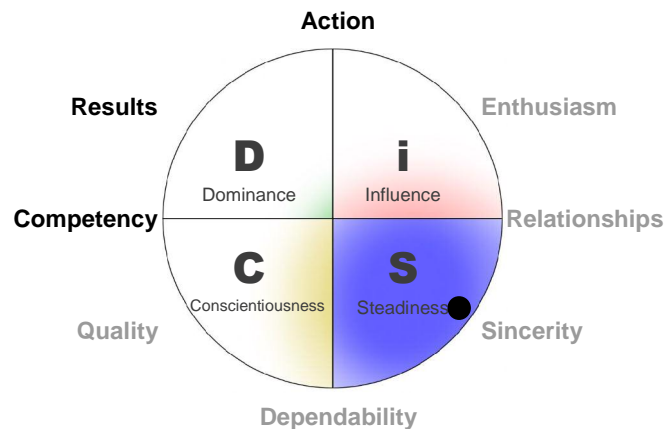 Action
Results
Enthusiasm
D
i
Dominance
Influence
Competency
Relationships
C
S
Conscientiousness
Steadiness
Quality
Sincerity
Dependability